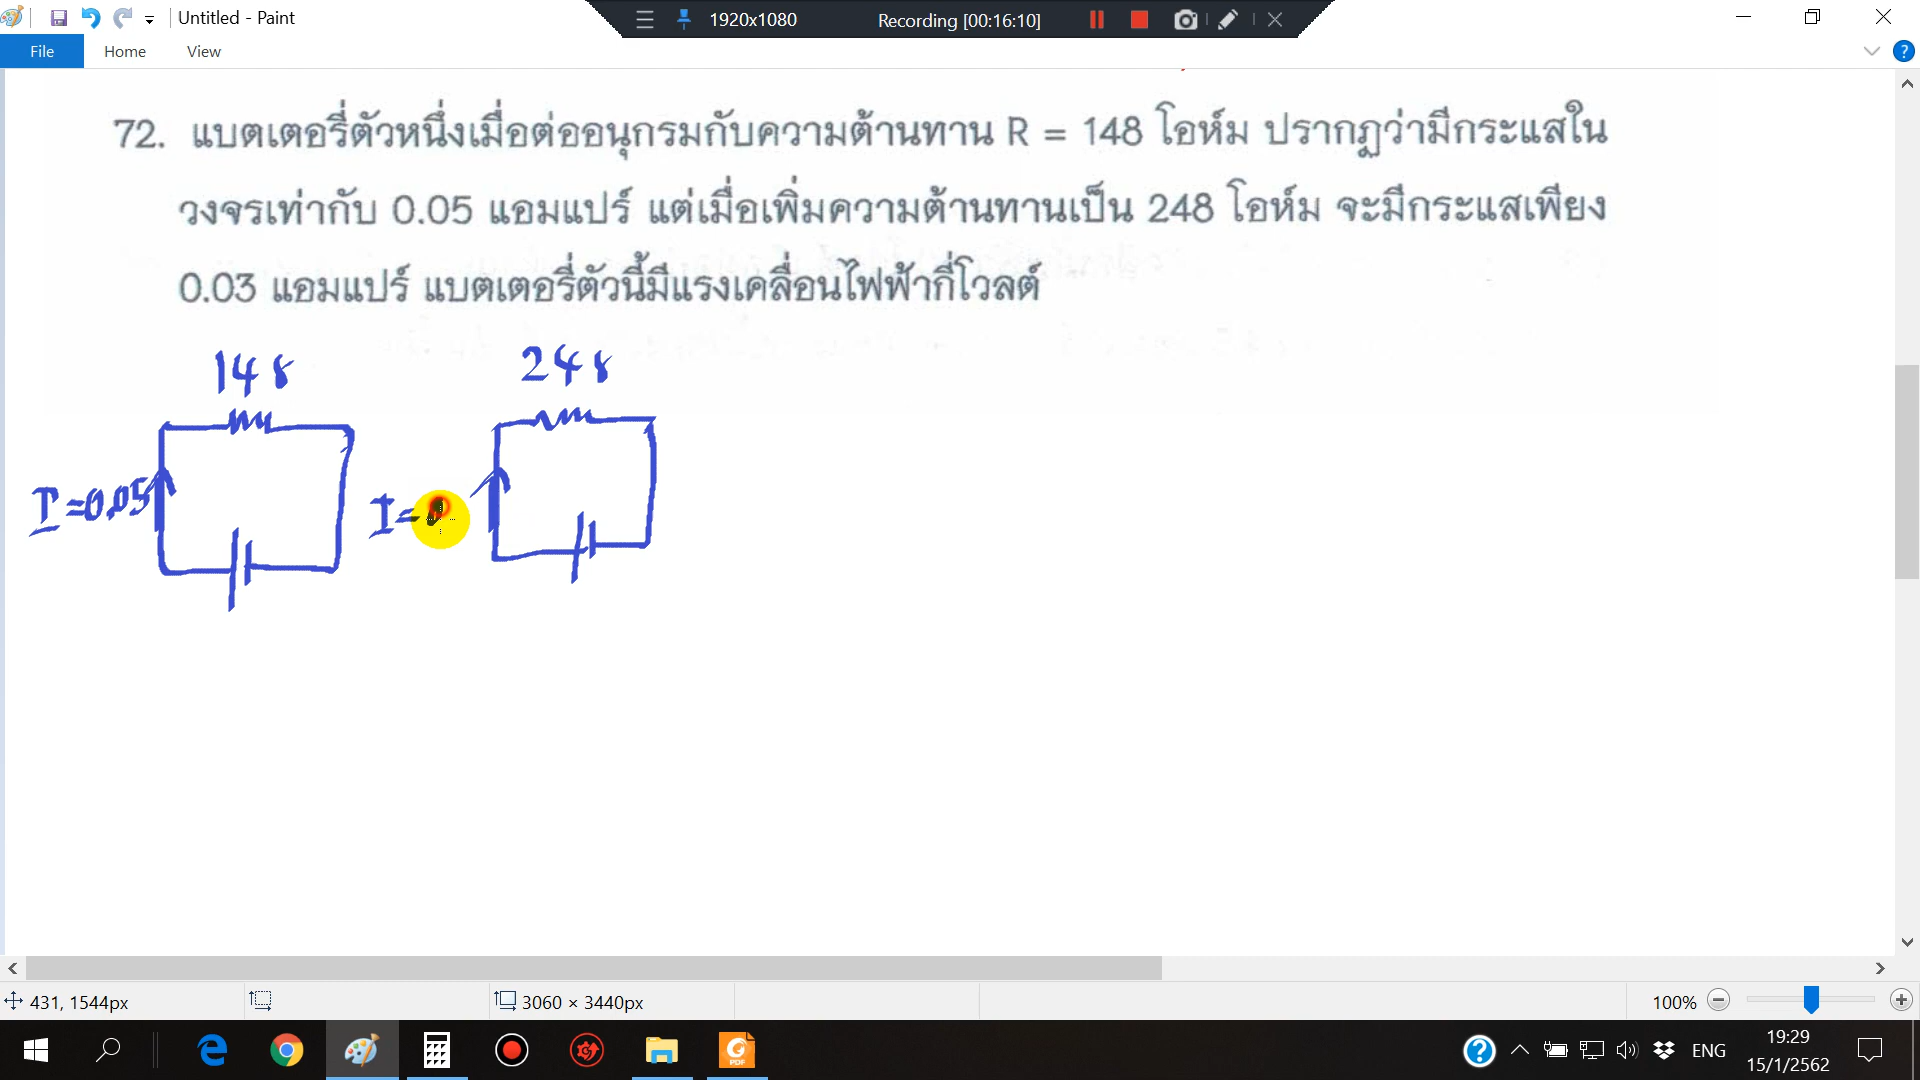 Untitled - Paint
1920x1080
Recording [00:16:10]
File
Home
View
72. แบตเตอรี่ตัวหนึ่งเมื่อต่ออนุกรมกับความต้านทาน R = 148 โอห์ม ปรากฏว่ามีกระแสใน
วงจรเท่ากับ 0.05 แอมแปร์ แต่เมื่อเพิ่มความต้านทานเป็น 248 โอห์ม จะมีกระแสเพียง
0.03 แอมแปร์ แบตเตอรี่ตัวนี้มีแรงเคลื่อนไฟฟ้ากี่โวลต์
148
248
I=0.05
I=
431, 1544px
3060 × 3440px
100%
PDF
ENG
19:29
15/1/2562